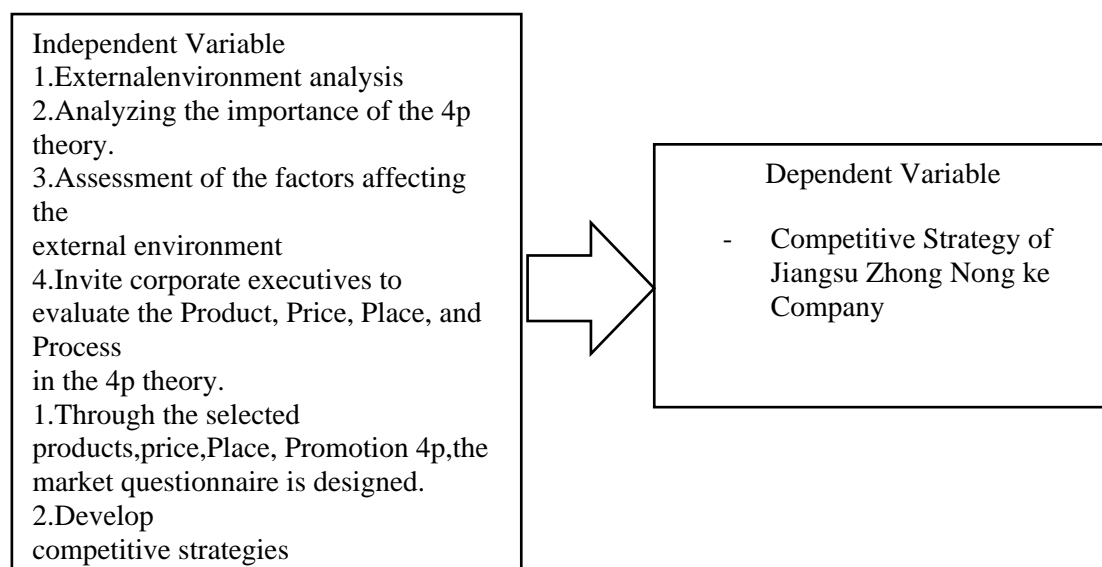 Independent Variable
1.Externalenvironment analysis
2.Analyzing the importance of the 4p
theory.
3.Assessment of the factors affecting
the
external environment
4.Invite corporate executives to
evaluate the Product, Price, Place, and
Process
in the 4p theory.
1.Through the selected
products,price,Place, Promotion 4p,the
market questionnaire is designed.
2.Develop
competitive strategies
Dependent Variable
- Competitive Strategy of
Jiangsu Zhong Nong ke
Company